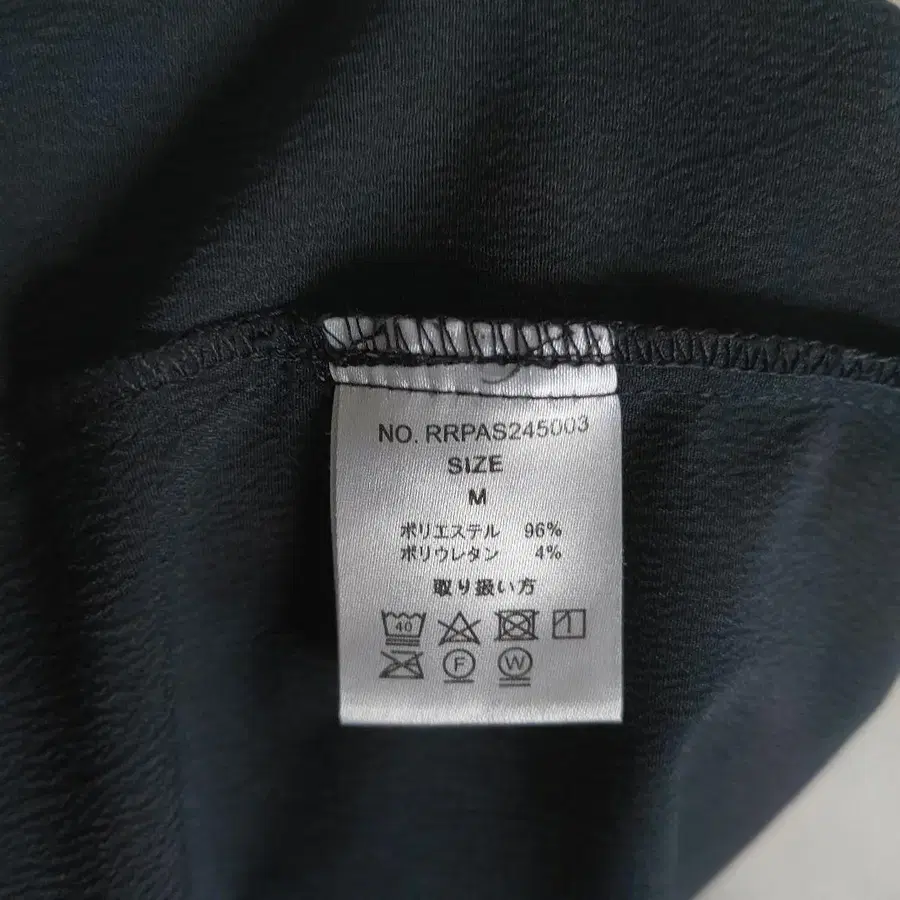 NO. RRPAS245003
SIZE
M
ポリエステル 96%
ポリウレタン 4%
取り扱い方
40
F W